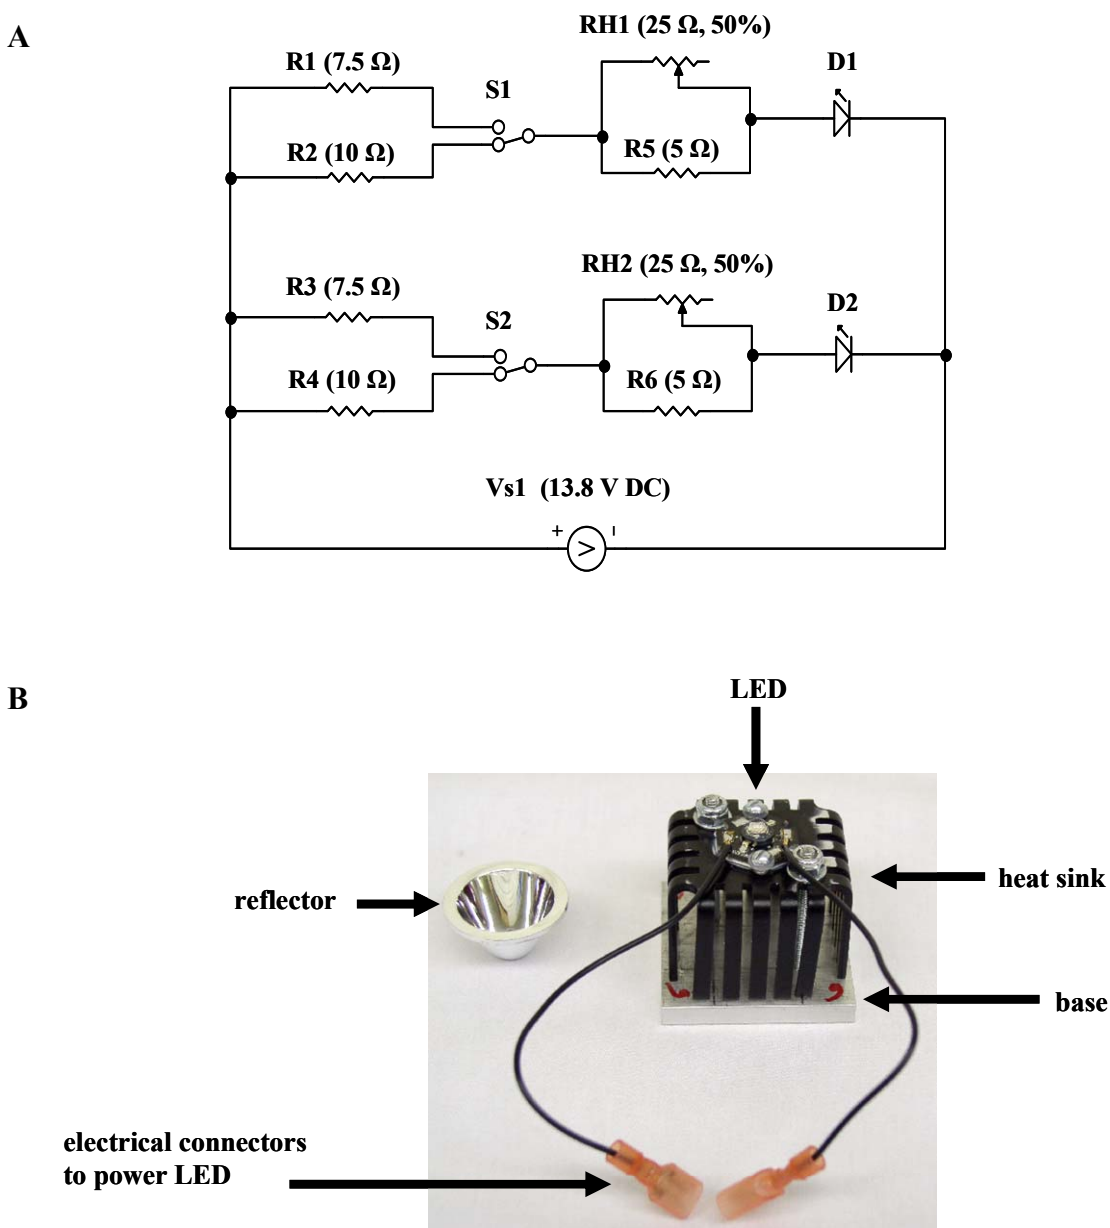 A
RH1 (25 Ω, 50%)
R1 (7.5 Ω)
D1
S1
R2 (10 Ω)
R5 (5 Ω)
RH2 (25 Ω, 50%)
R3 (7.5 Ω)
D2
S2
R4 (10 Ω)
R6 (5 Ω)
Vs1 (13.8 V DC)
+
B
LED
heat sink
reflector
base
electrical connectors
to power LED